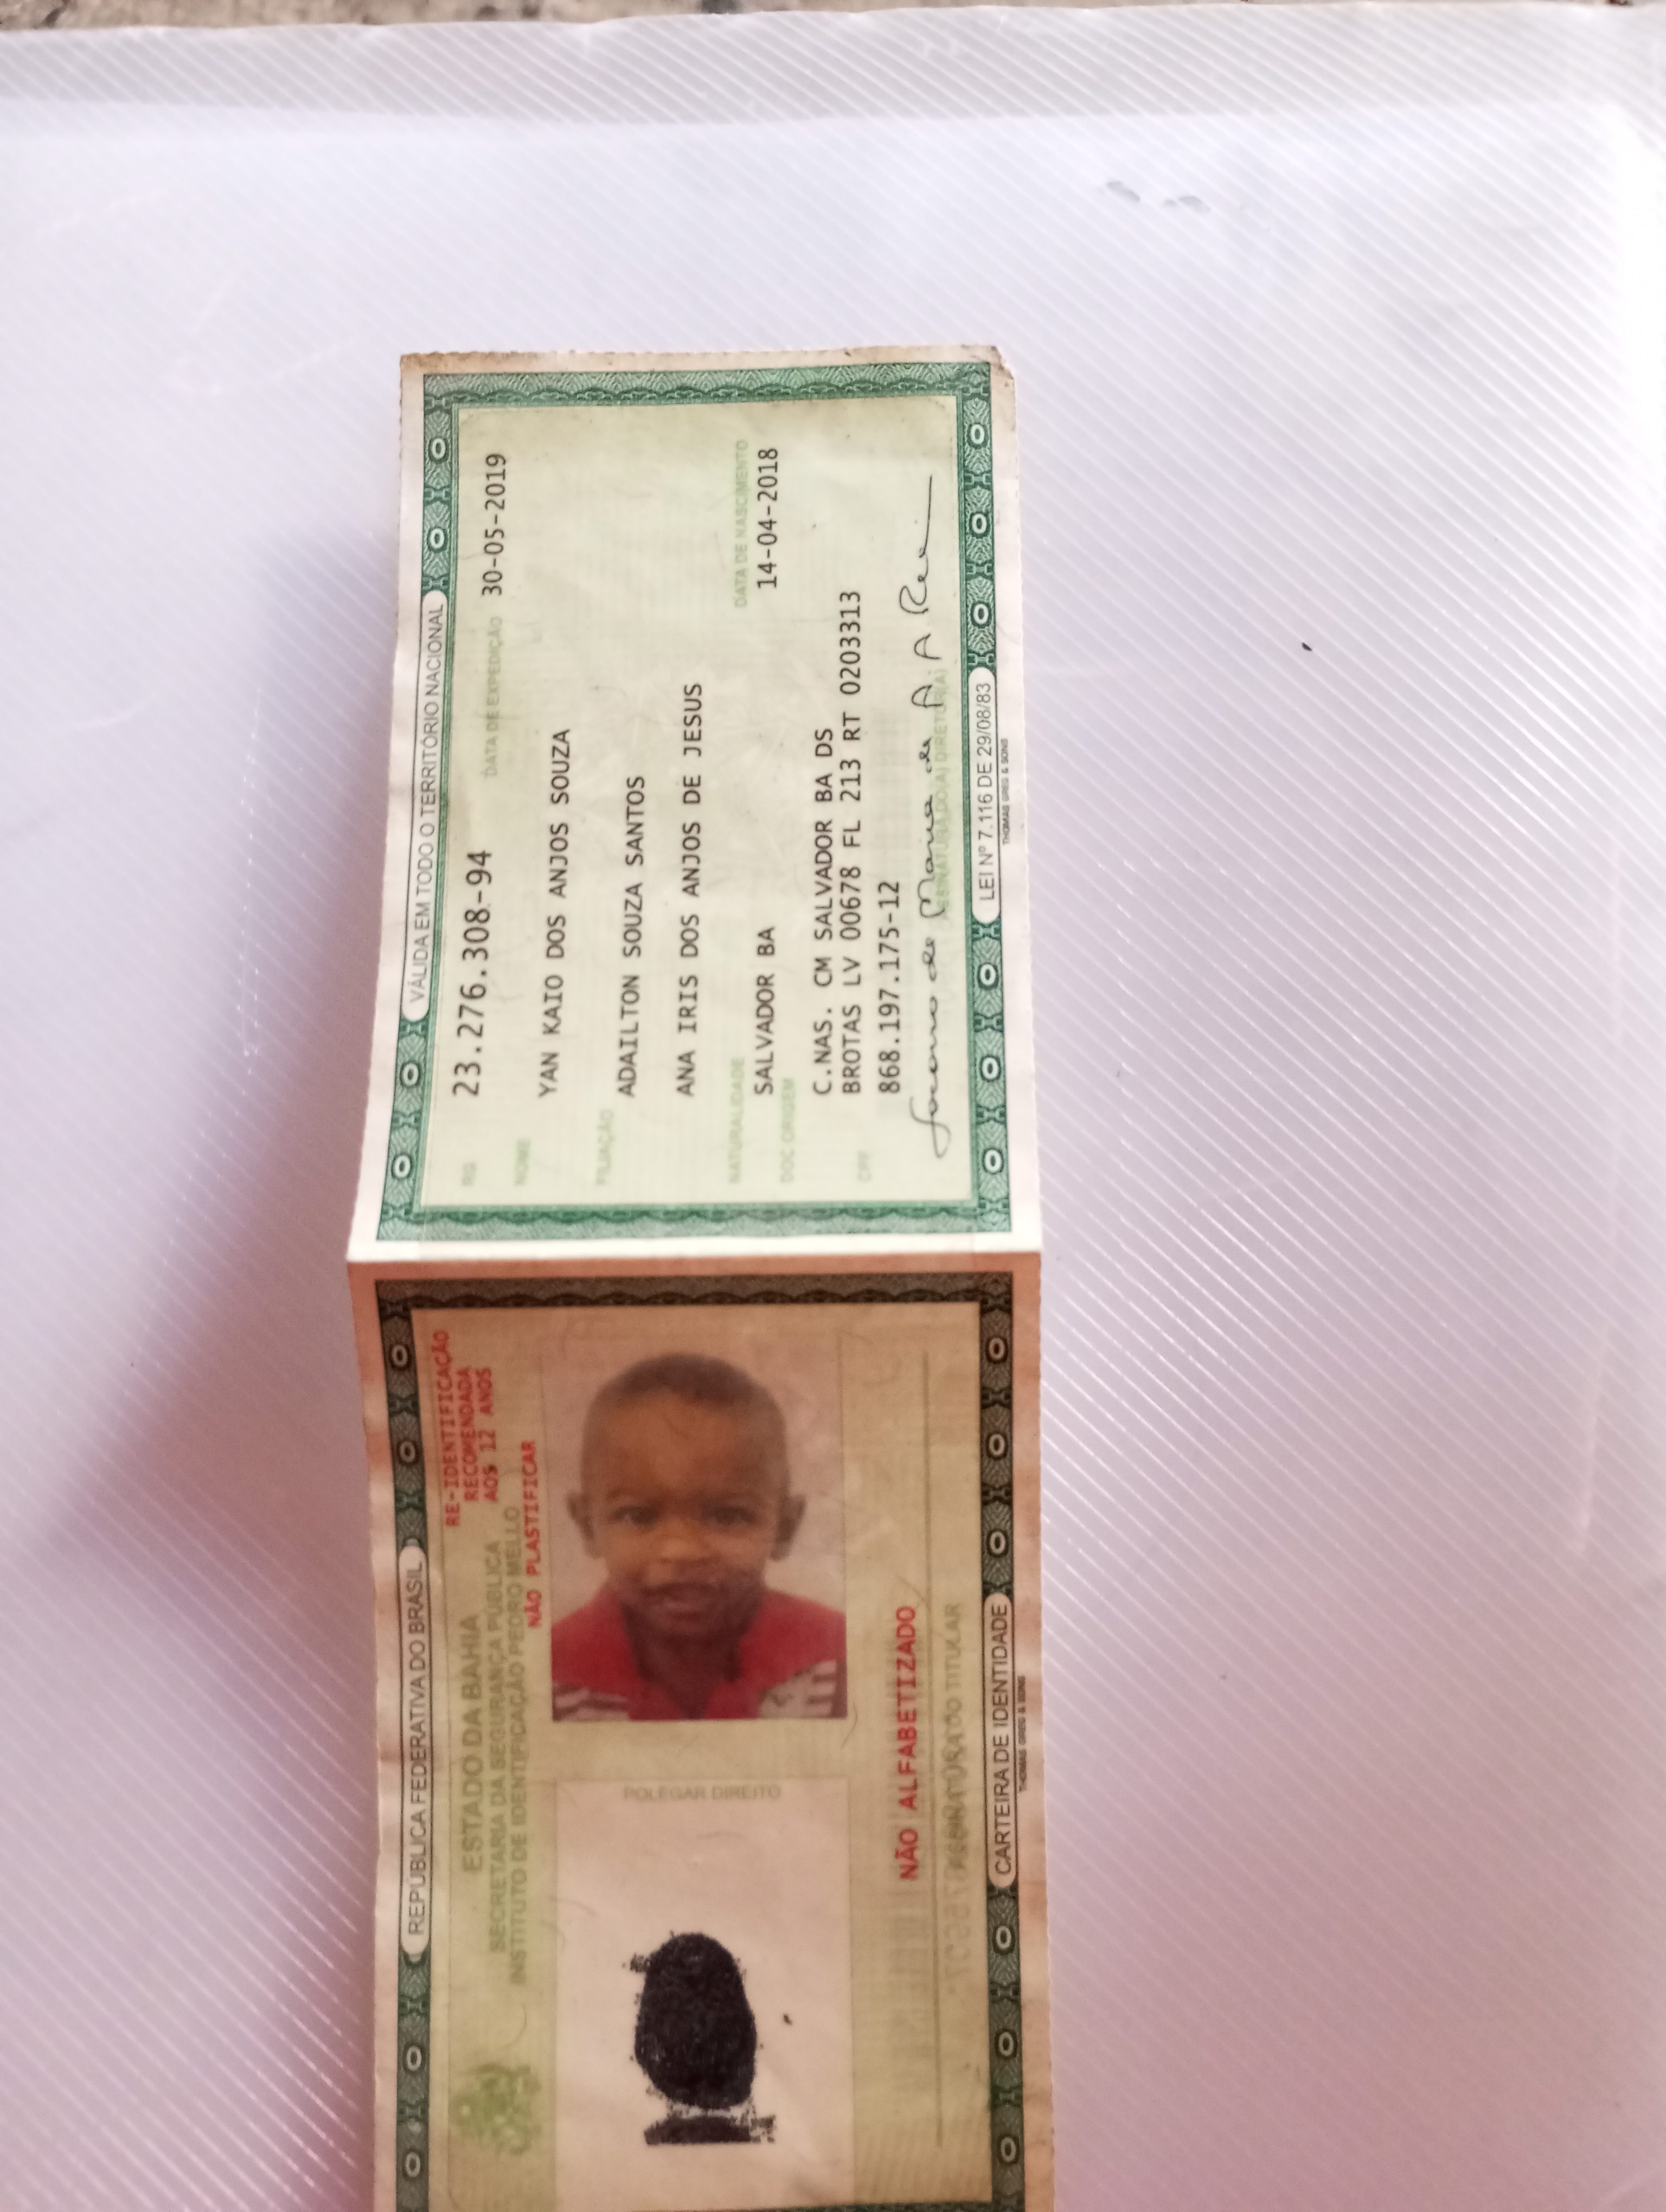 VÁLIDA EM TODO O TERRITÓRIO NACIONAL
RG 23.276.308-94 DATA DE EXPEDIÇÃO 30-05-2019
NOME YAN KAIO DOS ANJOS SOUZA
FILIAÇÃO ADAILTON SOUZA SANTOS
ANA IRIS DOS ANJOS DE JESUS
NATURALIDADE DATA DE NASCIMENTO
SALVADOR BA 14-04-2018
DOC ORIGEM C.NAS. CM SALVADOR BA DS
BROTAS LV 00678 FL 213 RT 0203313
CPF 868.197.175-12
ASSINATURA DO(A) DIRETOR(A)
LEI Nº 7.116 DE 29/08/83
THOMAS GREG & SONS
REPUBLICA FEDERATIVA DO BRASIL
RE-IDENTIFICAÇÃO
RECOMENDADA
AOS 12 ANOS
ESTADO DA BAHIA
SECRETARIA DA SEGURANÇA PÚBLICA
INSTITUTO DE IDENTIFICAÇÃO PEDRO MELLO
NÃO PLASTIFICAR
POLEGAR DIREITO
NÃO ALFABETIZADO
ASSINATURA DO TITULAR
CARTEIRA DE IDENTIDADE
THOMAS GREG & SONS